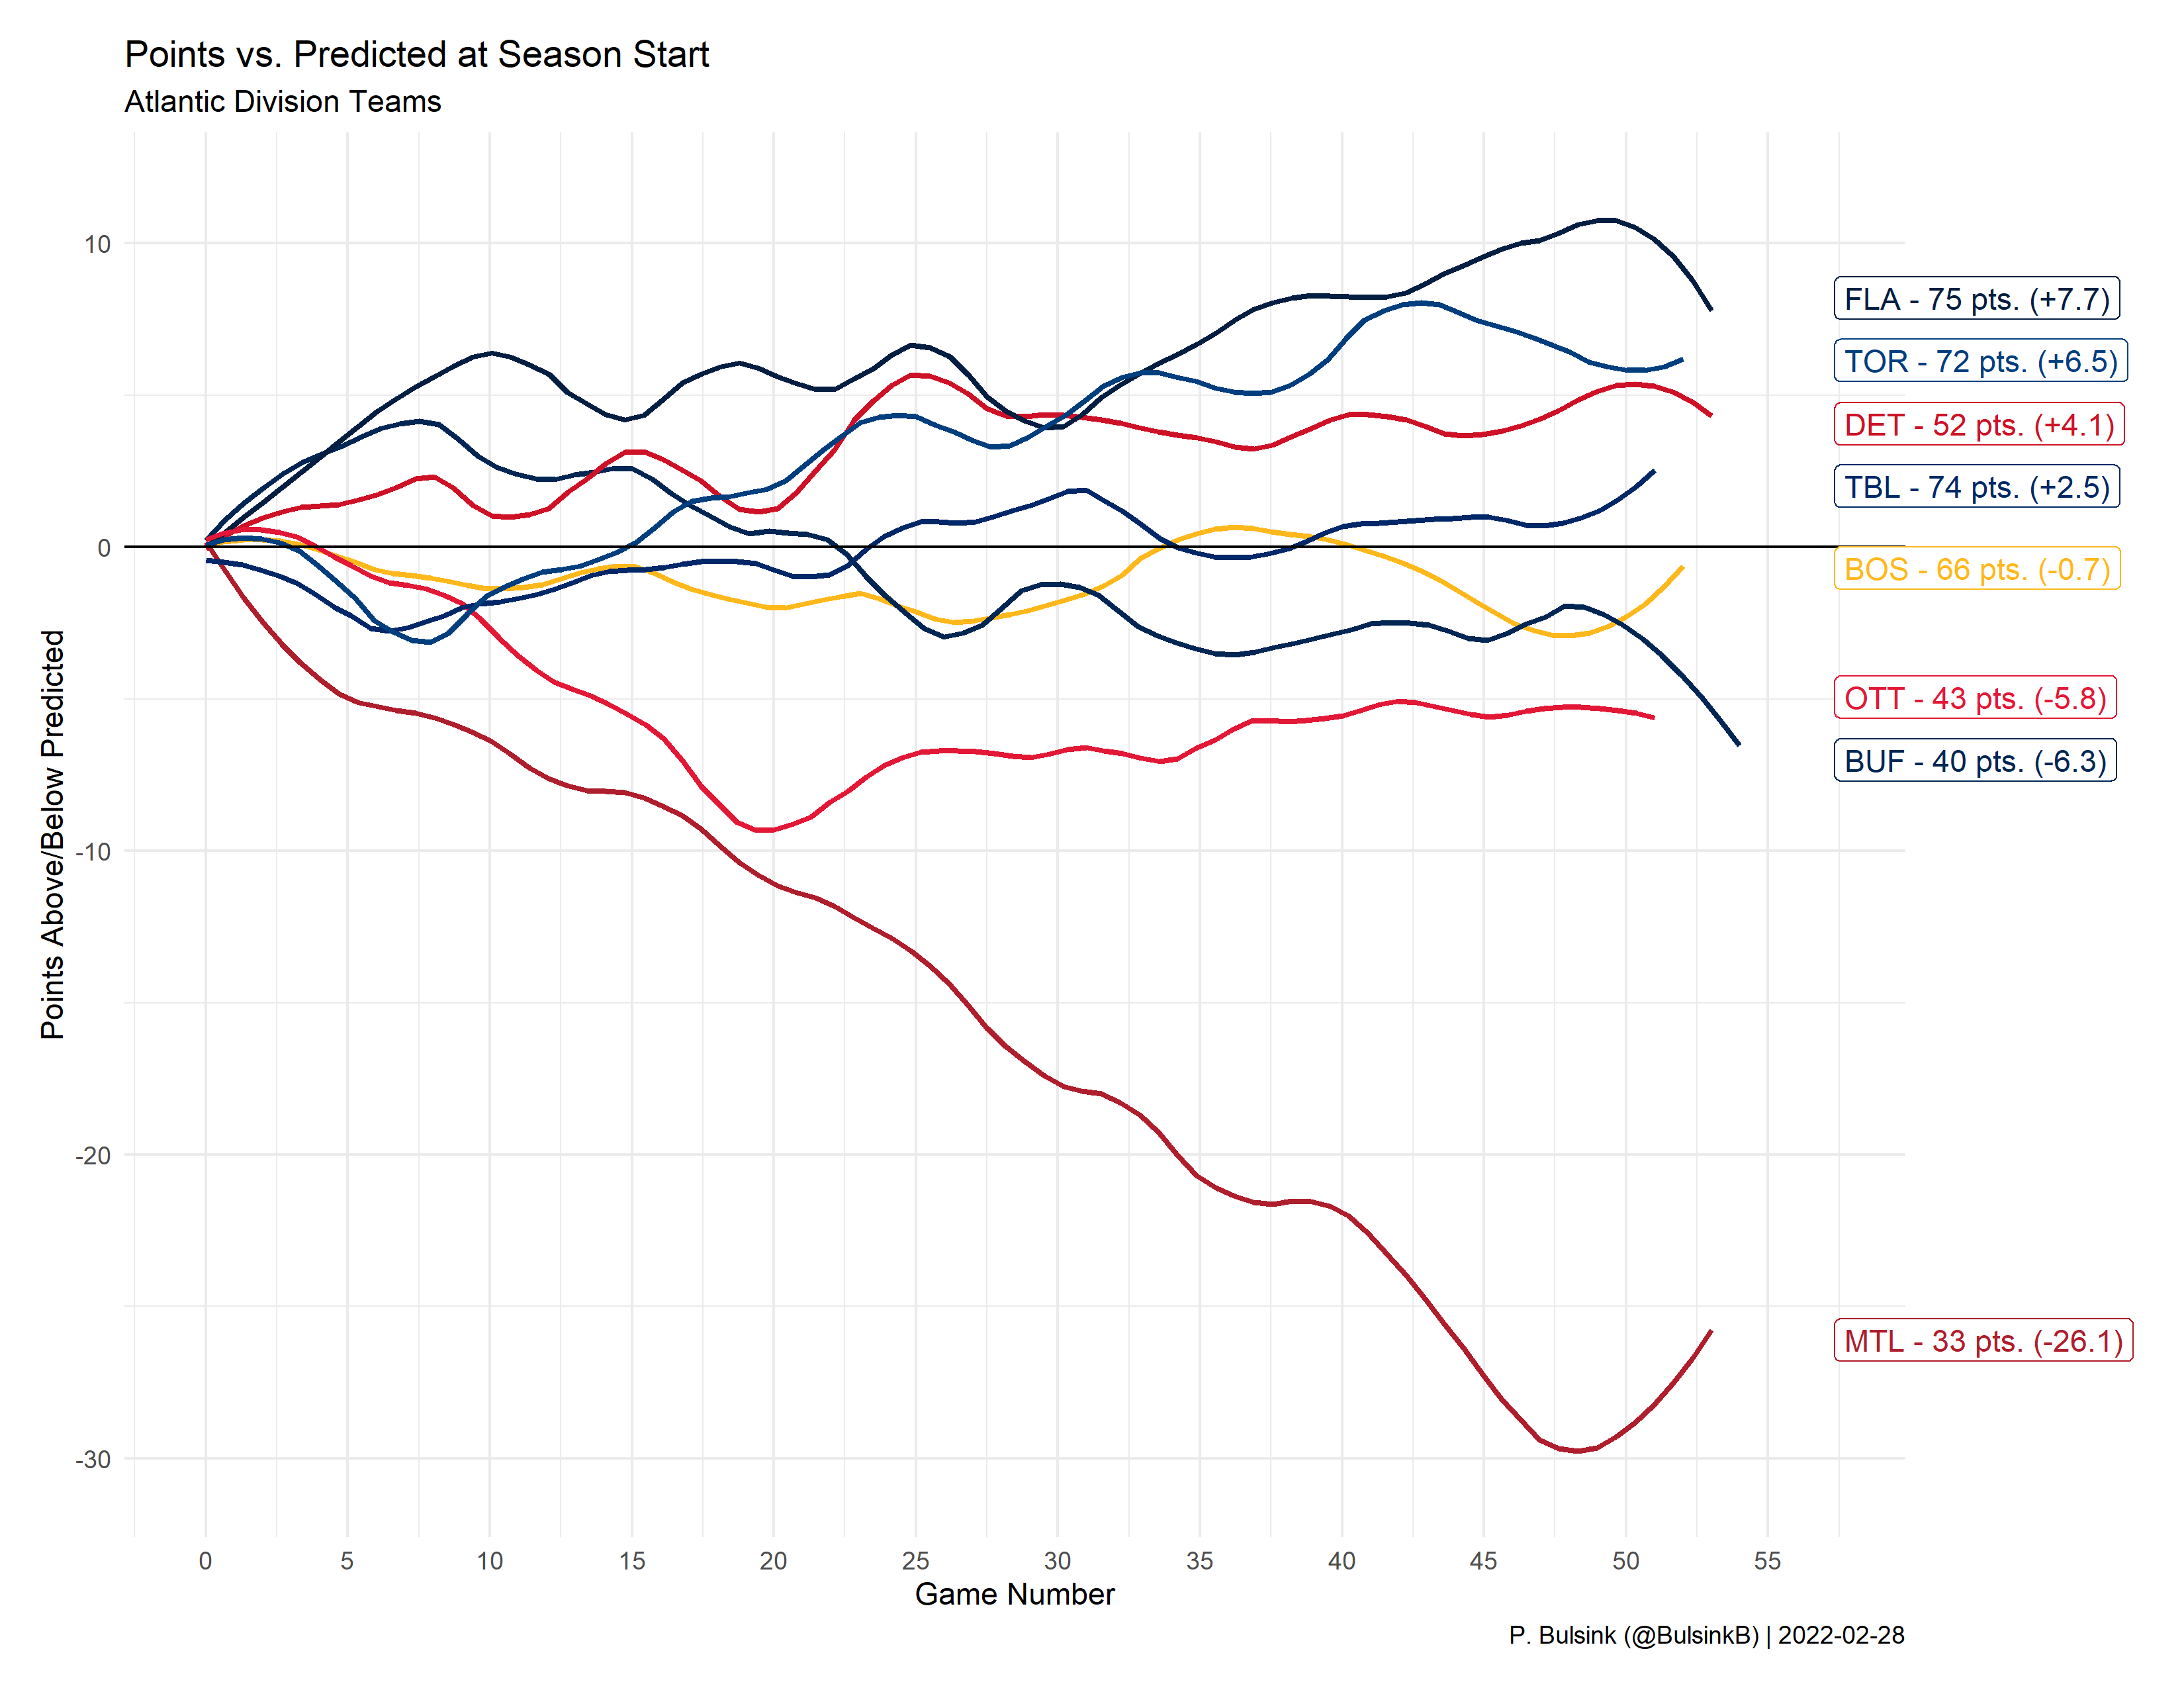 Points vs. Predicted at Season Start
Atlantic Division Teams
Points Above/Below Predicted
10
0
-10
-20
-30
FLA - 75 pts. (+7.7)
TOR - 72 pts. (+6.5)
DET - 52 pts. (+4.1)
TBL - 74 pts. (+2.5)
BOS - 66 pts. (-0.7)
OTT - 43 pts. (-5.8)
BUF - 40 pts. (-6.3)
MTL - 33 pts. (-26.1)
0 5 10 15 20 25 30 35 40 45 50 55
Game Number
P. Bulsink (@BulsinkB) | 2022-02-28